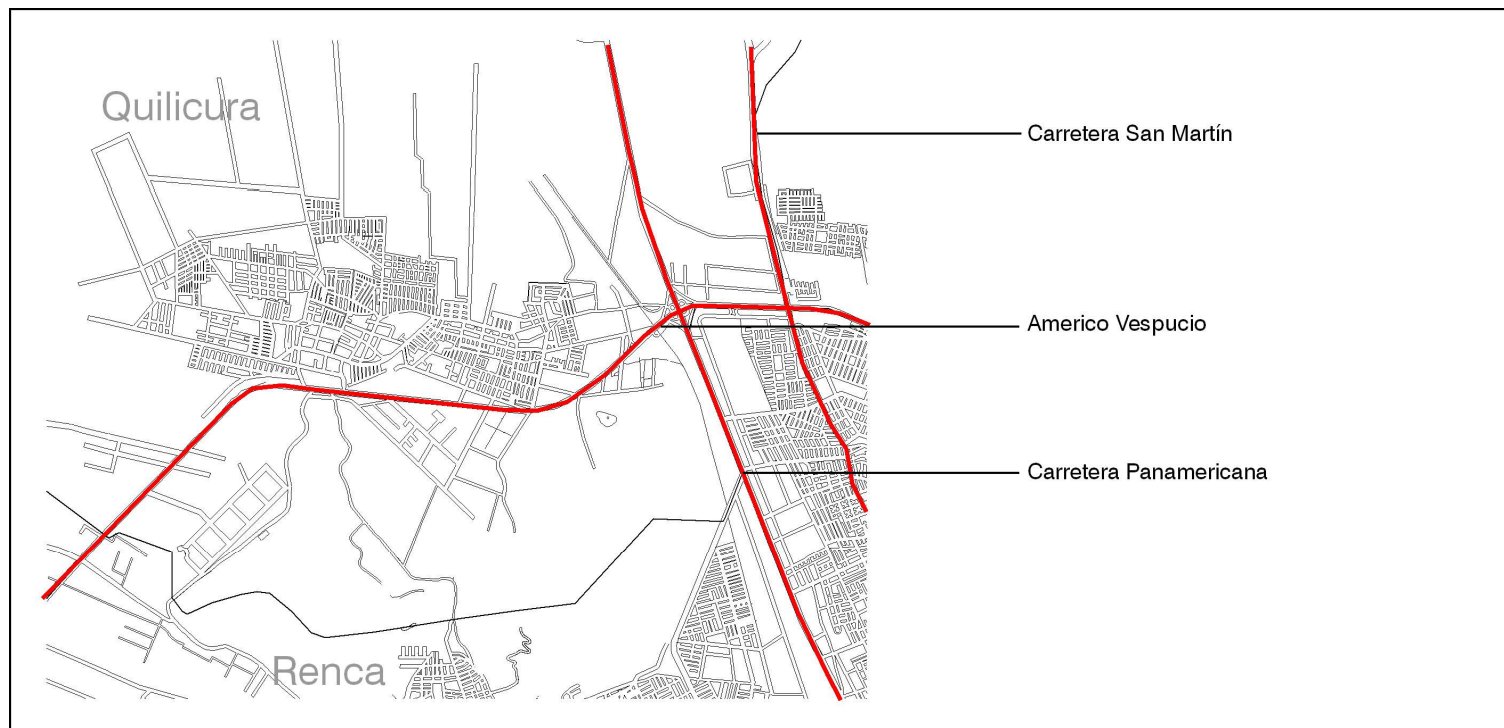 Quilicura
Carretera San Martín
Americo Vespucio
Carretera Panamericana
Renca